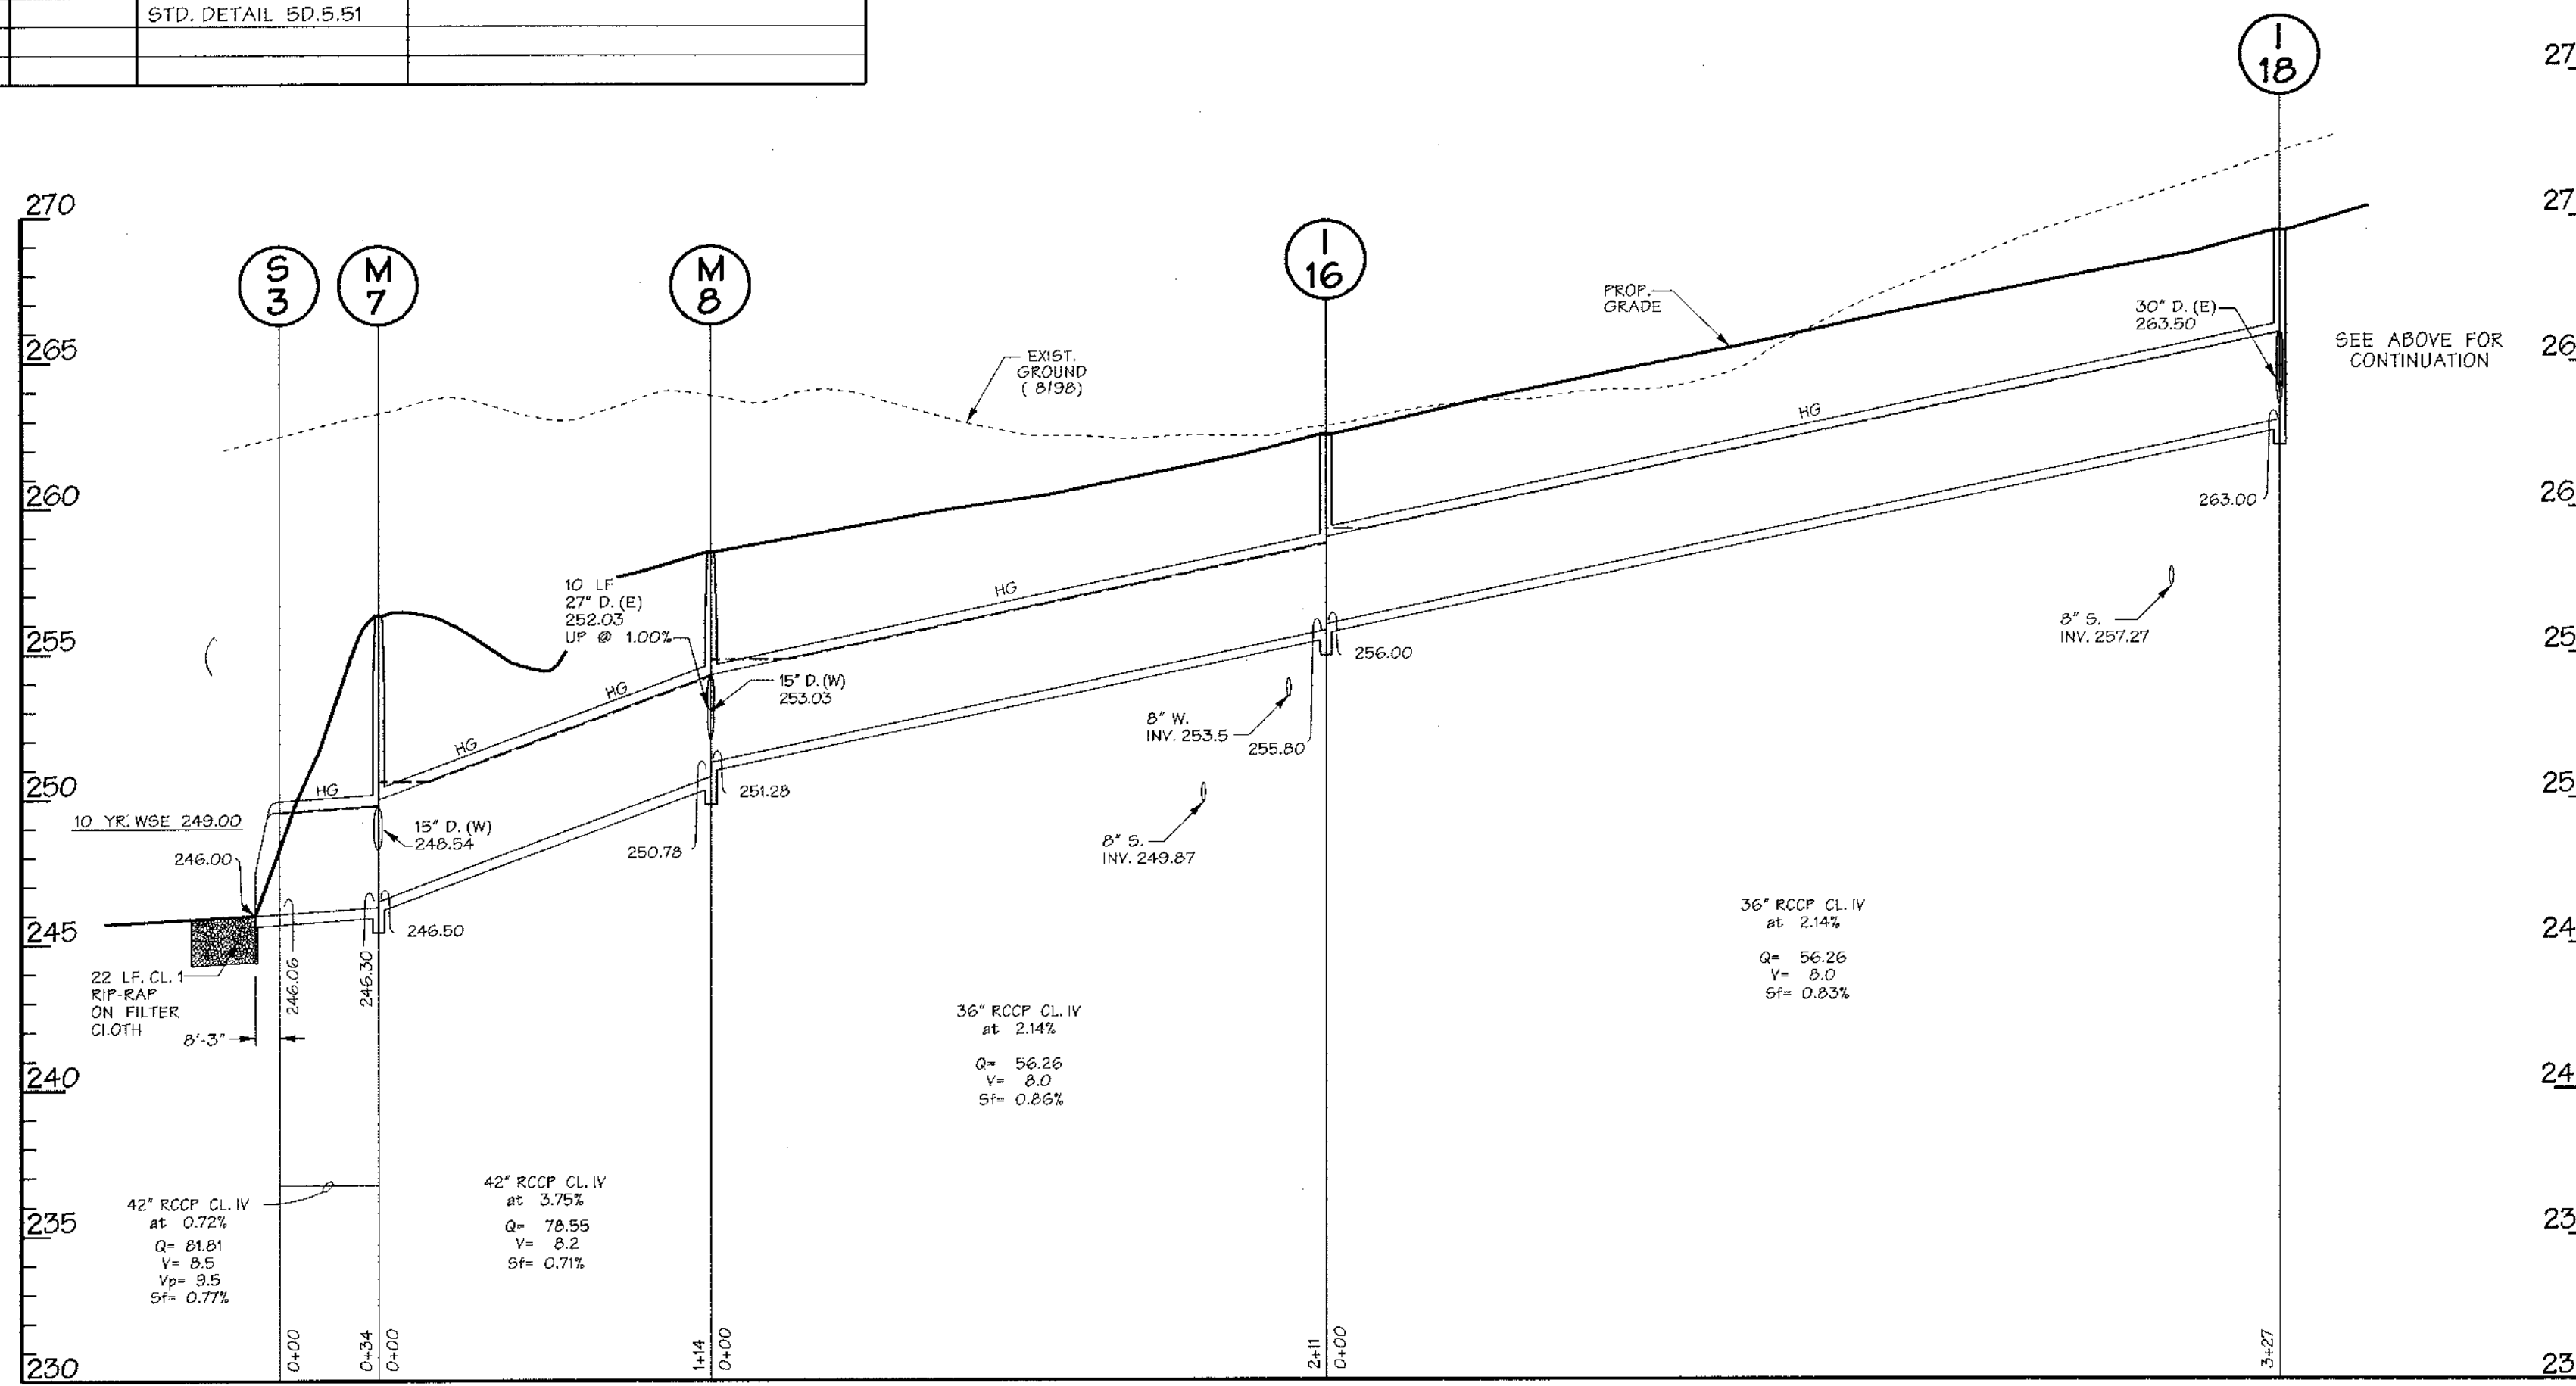 STD. DETAIL 5D.5.51
I
18
27
270
27
S
3
M
7
M
8
I
16
PROP.
GRADE
30" D. (E)
263.50
265
EXIST.
GROUND
( 8/98)
SEE ABOVE FOR
CONTINUATION
26
HG
260
263.00
26
10 LF
27" D. (E)
252.03
UP @ 1.00%
HG
255
256.00
8" S.
INV. 257.27
25
HG
15" D. (W)
253.03
8" W.
INV. 253.5
255.80
HG
250
HG
251.28
25
10 YR. WSE 249.00
15" D. (W)
248.54
246.00
250.78
8" S.
INV. 249.87
245
246.50
24
36" RCCP CL. IV
at 2.14%
Q= 56.26
V= 8.0
Sf= 0.83%
22 LF. CL. 1
RIP-RAP
ON FILTER
CLOTH
246.06
246.30
8'-3"
36" RCCP CL. IV
at 2.14%
Q= 56.26
V= 8.0
Sf= 0.86%
240
24
42" RCCP CL. IV
at 0.72%
Q= 81.81
V= 8.5
Vp= 9.5
Sf= 0.77%
42" RCCP CL. IV
at 3.75%
Q= 78.55
V= 8.2
Sf= 0.71%
235
23
0+00
0+34
0+00
1+14
0+00
2+11
0+00
3+27
230
23